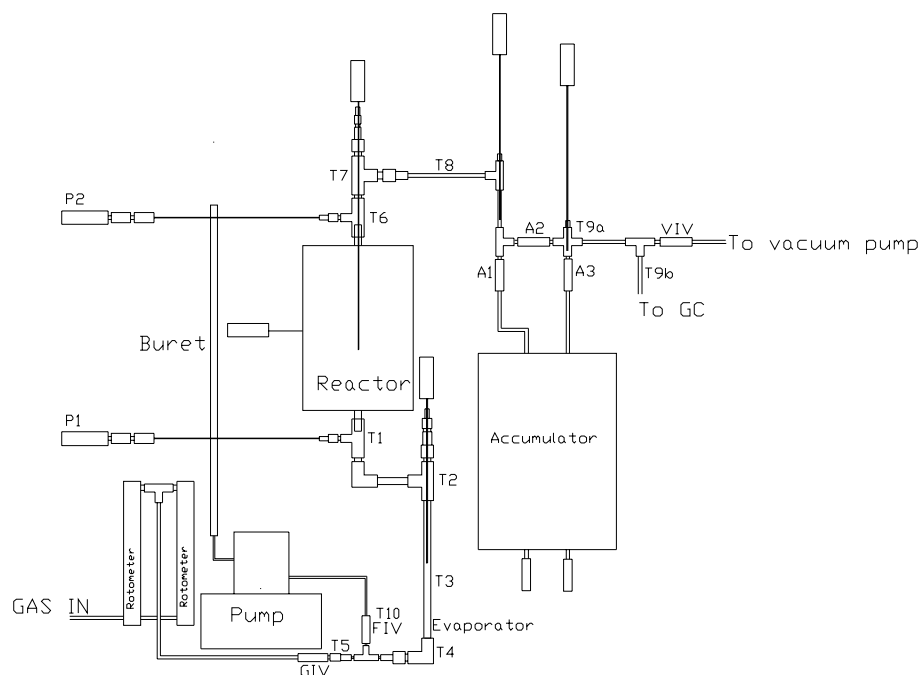 T8
T7
P2
T6
T9a
A2
VIV
To vacuum pump
A1
A3
T9b
To GC
Buret
Reactor
P1
T1
Accumulator
T2
Rotometer
Rotometer
T3
GAS IN
Pump
T10
FIV
Evaporator
T5
T4
GIV